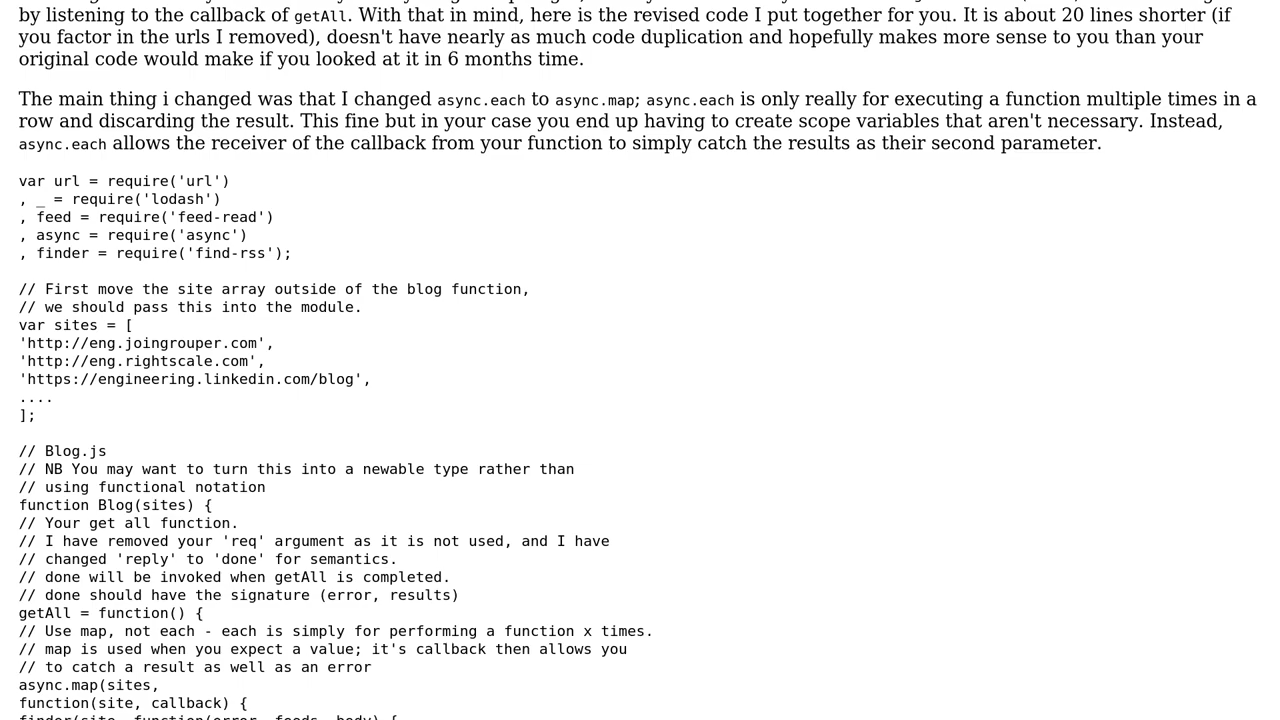 by listening to the callback of getAll. With that in mind, here is the revised code I put together for you. It is about 20 lines shorter (if
you factor in the urls I removed), doesn't have nearly as much code duplication and hopefully makes more sense to you than your
original code would make if you looked at it in 6 months time.
The main thing i changed was that I changed async.each to async.map; async.each is only really for executing a function multiple times in a
row and discarding the result. This fine but in your case you end up having to create scope variables that aren't necessary. Instead,
async.each allows the receiver of the callback from your function to simply catch the results as their second parameter.
var url = require('url')
, _ = require('lodash')
, feed = require('feed-read')
, async = require('async')
, finder = require('find-rss');
// First move the site array outside of the blog function,
// we should pass this into the module.
var sites = [
'http://eng.joingrouper.com',
'http://eng.rightscale.com',
'https://engineering.linkedin.com/blog',
....
];
// Blog.js
// NB You may want to turn this into a newable type rather than
// using functional notation
function Blog(sites) {
// Your get all function.
// I have removed your 'req' argument as it is not used, and I have
// changed 'reply' to 'done' for semantics.
// done will be invoked when getAll is completed.
// done should have the signature (error, results)
getAll = function() {
// Use map, not each - each is simply for performing a function x times.
// map is used when you expect a value; it's callback then allows you
// to catch a result as well as an error
async.map(sites,
function(site, callback) {
finder(site, function(error, feeds, body) {